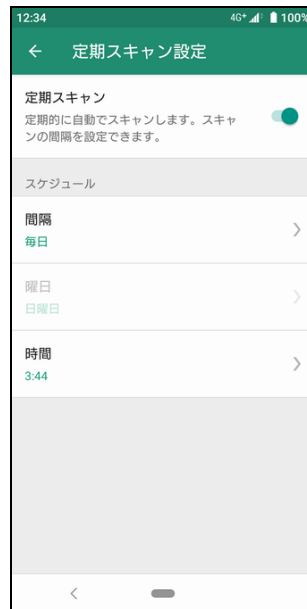 12:34 4G+ 100%
定期スキャン設定
定期スキャン
定期的に自動でスキャンします。スキャ
ンの間隔を設定できます。
スケジュール
間隔
毎日
曜日
日曜日
時間
3:44